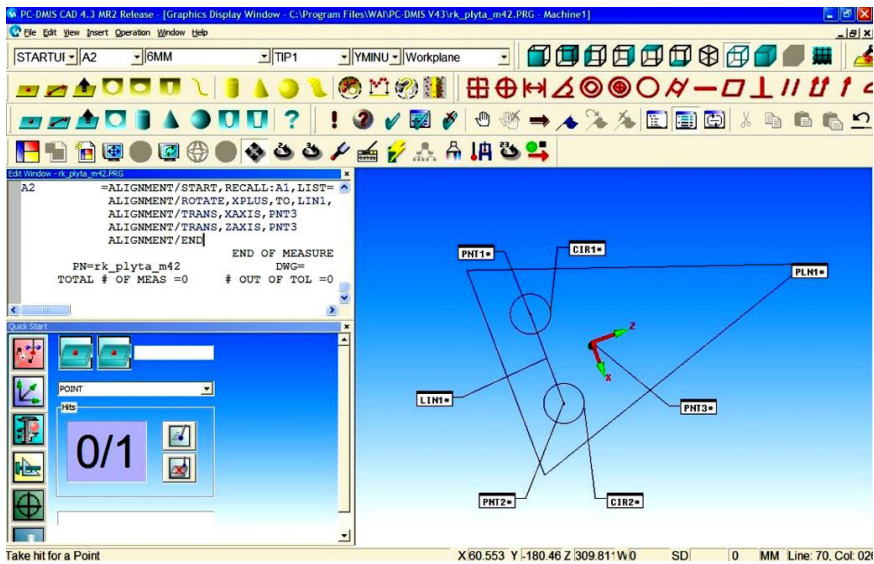 PC-DMIS CAD 4.3 MR2 Release - [Graphics Display Window - C:\Program Files\WAI\PC-DMIS V43\rk_plyta_m42.PRG - Machine1]
File Edit View Insert Operation Window Help
STARTUF A2 6MM TIP1 YMINU Workplane
Edit Window - rk_plyta_m42.PRG
A2 =ALIGNMENT/START,RECALL:A1,LIST=
ALIGNMENT/ROTATE,XPLUS,TO,LIN1,
ALIGNMENT/TRANS,XAXIS,PNT3
ALIGNMENT/TRANS,ZAXIS,PNT3
ALIGNMENT/END
END OF MEASURE
PN=rk_plyta_m42 DWG=
TOTAL # OF MEAS =0 # OUT OF TOL =0
Quick Start
POINT
Hits
0/1
PNT1* CIR1*
PLN1*
Z
X
LIN1*
PNT3*
PNT2* CIR2*
Take hit for a Point X 60.553 Y -180.46 Z 309.811 W 0 SD 0 MM Line: 70, Col: 026